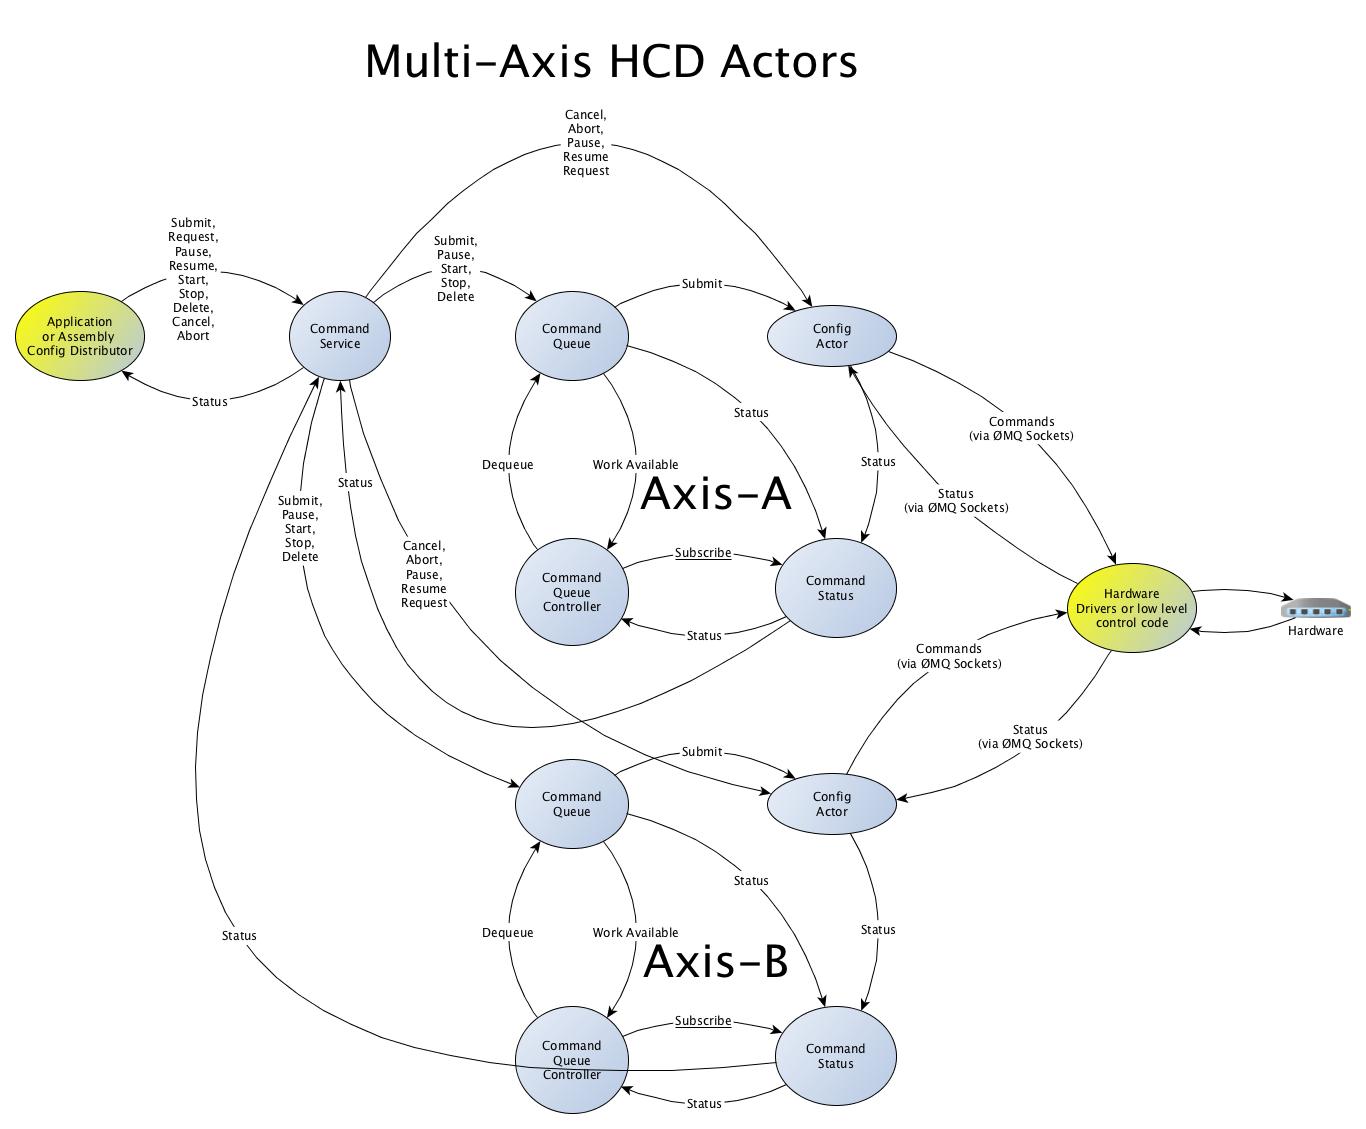 Multi-Axis HCD Actors
Cancel,
Abort,
Pause,
Resume
Request
Submit,
Request,
Pause,
Resume,
Start,
Stop,
Delete,
Cancel,
Abort
Submit,
Pause,
Start,
Stop,
Delete
Submit
Application
or Assembly
Config Distributor
Command
Service
Command
Queue
Config
Actor
Status
Status
Commands
(via ØMQ Sockets)
Dequeue
Work Available
Status
Axis-A
Status
(via ØMQ Sockets)
Status
Submit,
Pause,
Start,
Stop,
Delete
Cancel,
Abort,
Pause,
Resume
Request
Subscribe
Command
Queue
Controller
Command
Status
Status
Hardware
Drivers or low level
control code
Hardware
Commands
(via ØMQ Sockets)
Status
(via ØMQ Sockets)
Submit
Command
Queue
Config
Actor
Status
Dequeue
Work Available
Status
Axis-B
Status
Subscribe
Command
Queue
Controller
Command
Status
Status